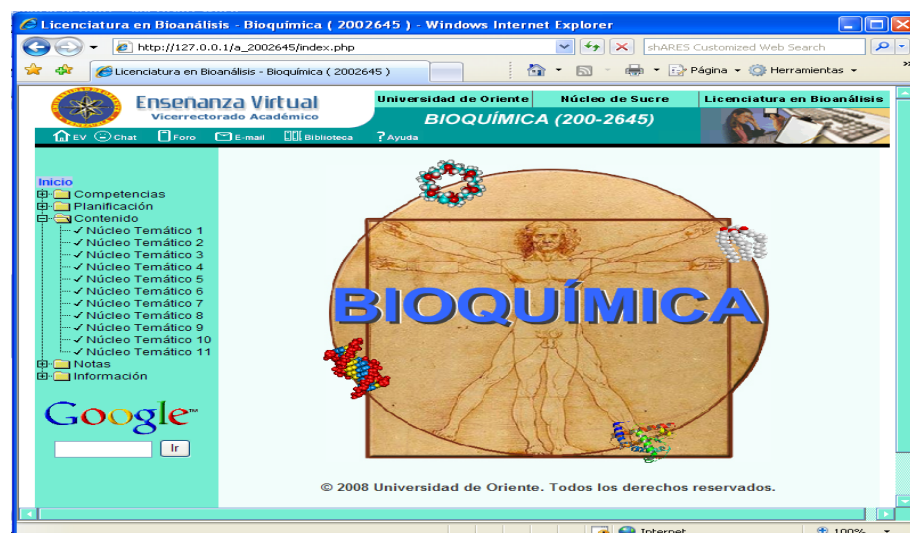 Licenciatura en Bioanálisis - Bioquímica ( 2002645 ) - Windows Internet Explorer
http://127.0.0.1/a_2002645/index.php
shARES Customized Web Search
Licenciatura en Bioanálisis - Bioquímica ( 2002645 )
Página
Herramientas
Enseñanza Virtual
Vicerrectorado Académico
Universidad de Oriente
Núcleo de Sucre
Licenciatura en Bioanálisis
BIOQUÍMICA (200-2645)
EV
Chat
Foro
E-mail
Biblioteca
Ayuda
Inicio
Competencias
Planificación
Contenido
Núcleo Temático 1
Núcleo Temático 2
Núcleo Temático 3
Núcleo Temático 4
Núcleo Temático 5
Núcleo Temático 6
Núcleo Temático 7
Núcleo Temático 8
Núcleo Temático 9
Núcleo Temático 10
Núcleo Temático 11
Notas
Información
Google™
Ir
BIOQUÍMICA
© 2008 Universidad de Oriente. Todos los derechos reservados.
Internet
100%